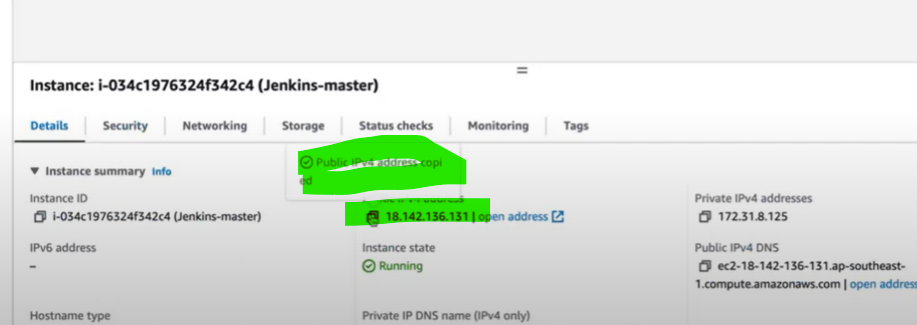 Instance: i-034c1976324f342c4 (Jenkins-master)
Details Security Networking Storage Status checks Monitoring Tags
Public IPv4 address copi
ed
▼ Instance summary Info
Instance ID
i-034c1976324f342c4 (Jenkins-master)
18.142.136.131 | open address
Private IPv4 addresses
172.31.8.125
IPv6 address
–
Instance state
Running
Public IPv4 DNS
ec2-18-142-136-131.ap-southeast-
1.compute.amazonaws.com | open address
Hostname type
Private IP DNS name (IPv4 only)